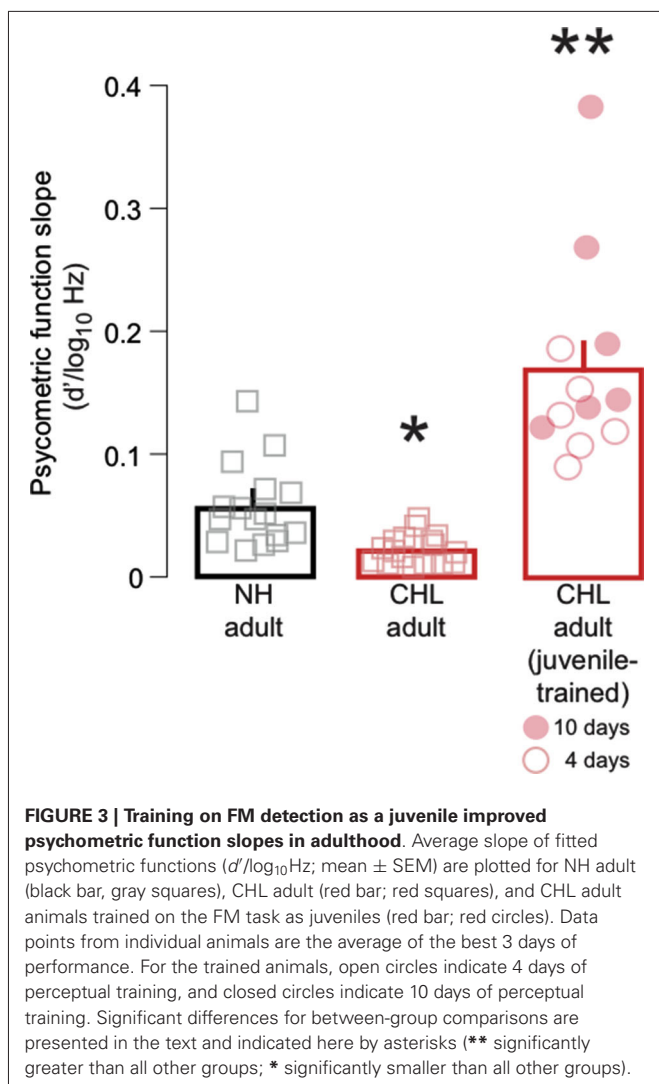 **
0.4
0.3
0.2
0.1
0
Psycometric function slope
(d'/log₁₀ Hz)
*
NH
adult
CHL
adult
CHL
adult
(juvenile-
trained)
10 days
4 days
FIGURE 3 | Training on FM detection as a juvenile improved
psychometric function slopes in adulthood. Average slope of fitted
psychometric functions (d′/log₁₀Hz; mean ± SEM) are plotted for NH adult
(black bar, gray squares), CHL adult (red bar; red squares), and CHL adult
animals trained on the FM task as juveniles (red bar; red circles). Data
points from individual animals are the average of the best 3 days of
performance. For the trained animals, open circles indicate 4 days of
perceptual training, and closed circles indicate 10 days of perceptual
training. Significant differences for between-group comparisons are
presented in the text and indicated here by asterisks (** significantly
greater than all other groups; * significantly smaller than all other groups).